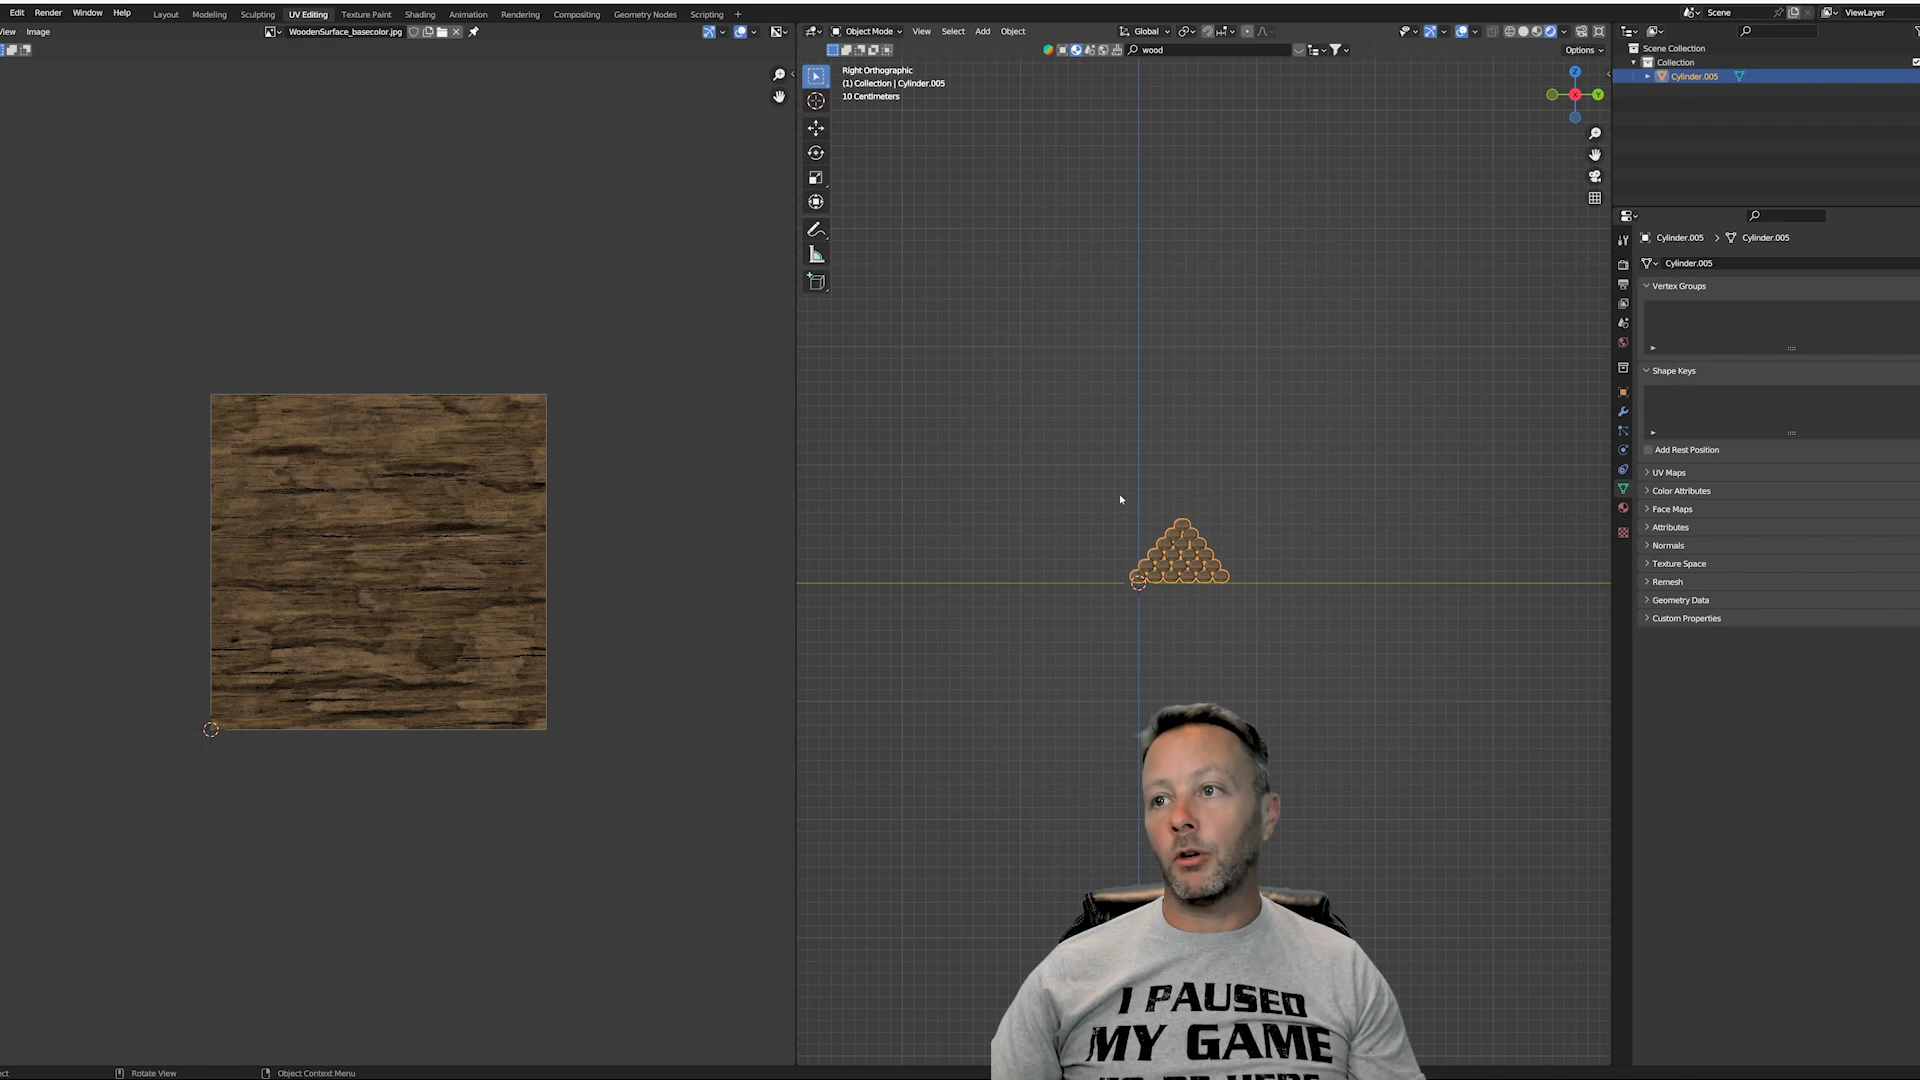 Edit Render Window Help Layout Modeling Sculpting UV Editing Texture Paint Shading Animation Rendering Compositing Geometry Nodes Scripting + Scene ViewLayer
View Image WoodenSurface_basecolor.jpg Object Mode View Select Add Object Global
wood Options
Right Orthographic
(1) Collection | Cylinder.005
10 Centimeters
Z
Y
X
Scene Collection
Collection
Cylinder.005
Cylinder.005 > Cylinder.005
Cylinder.005
Vertex Groups
Shape Keys
Add Rest Position
UV Maps
Color Attributes
Face Maps
Attributes
Normals
Texture Space
Remesh
Geometry Data
Custom Properties
I PAUSED
MY GAME
Rotate View Object Context Menu